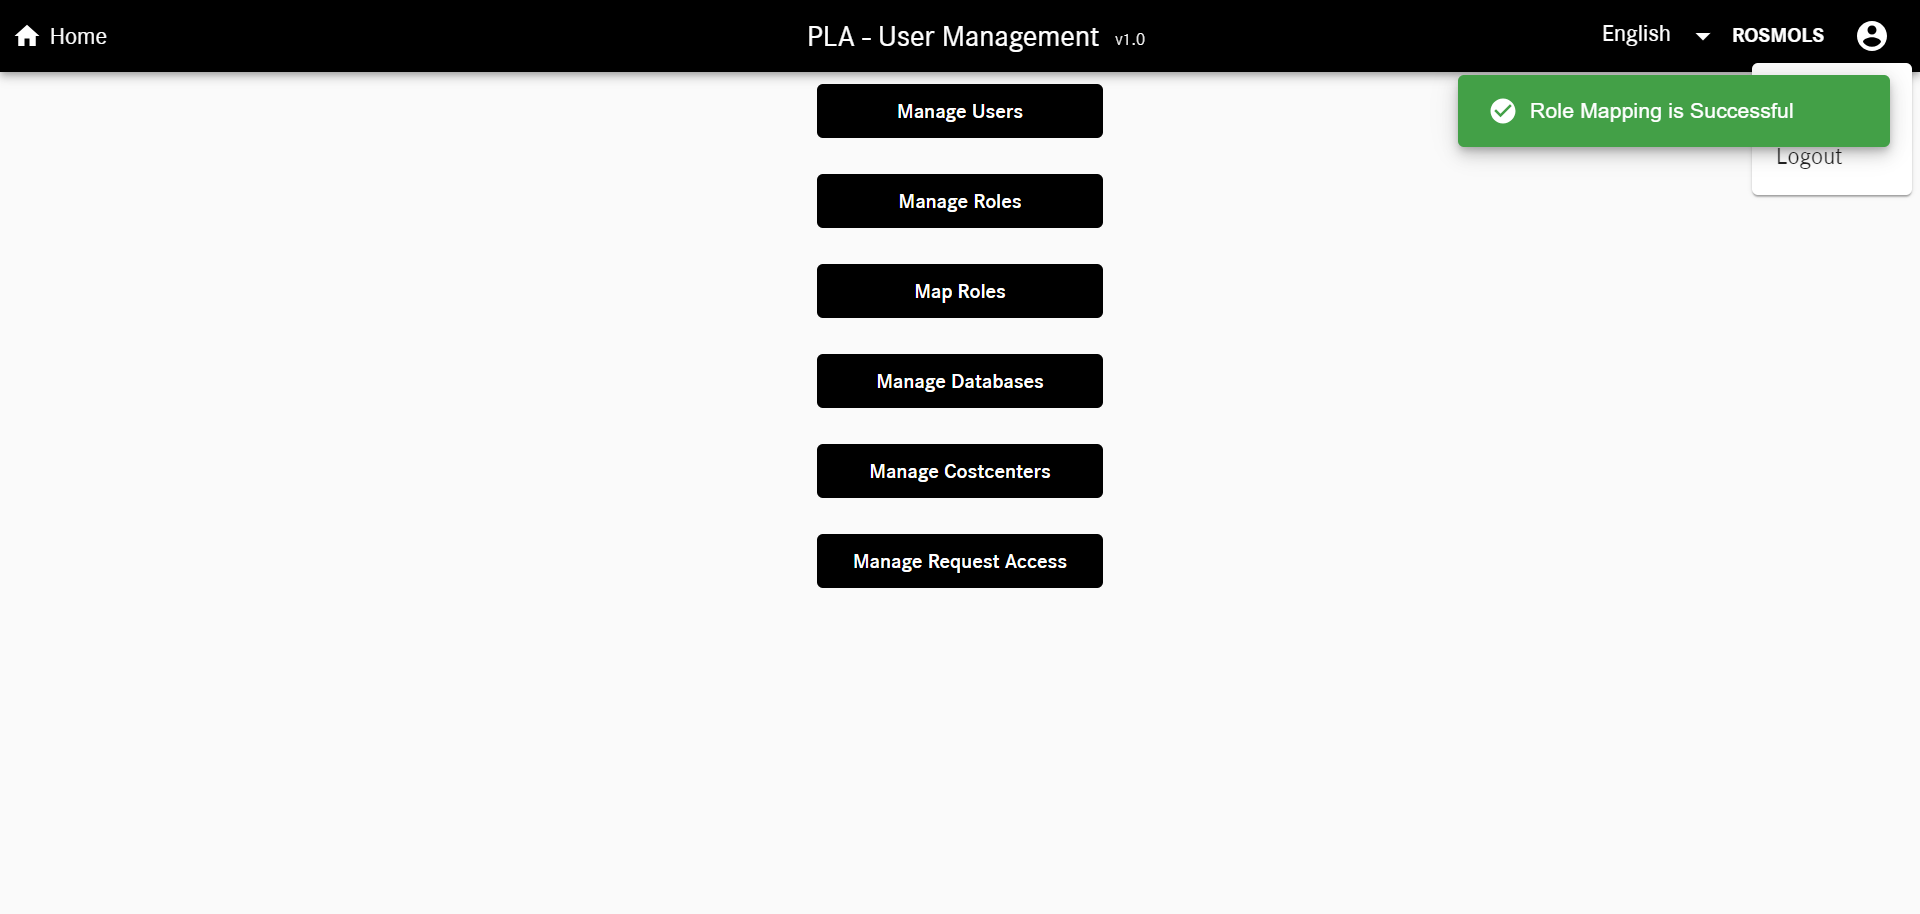 Home
PLA - User Management v1.0
English
ROSMOLS
Role Mapping is Successful
Logout
Manage Users
Manage Roles
Map Roles
Manage Databases
Manage Costcenters
Manage Request Access